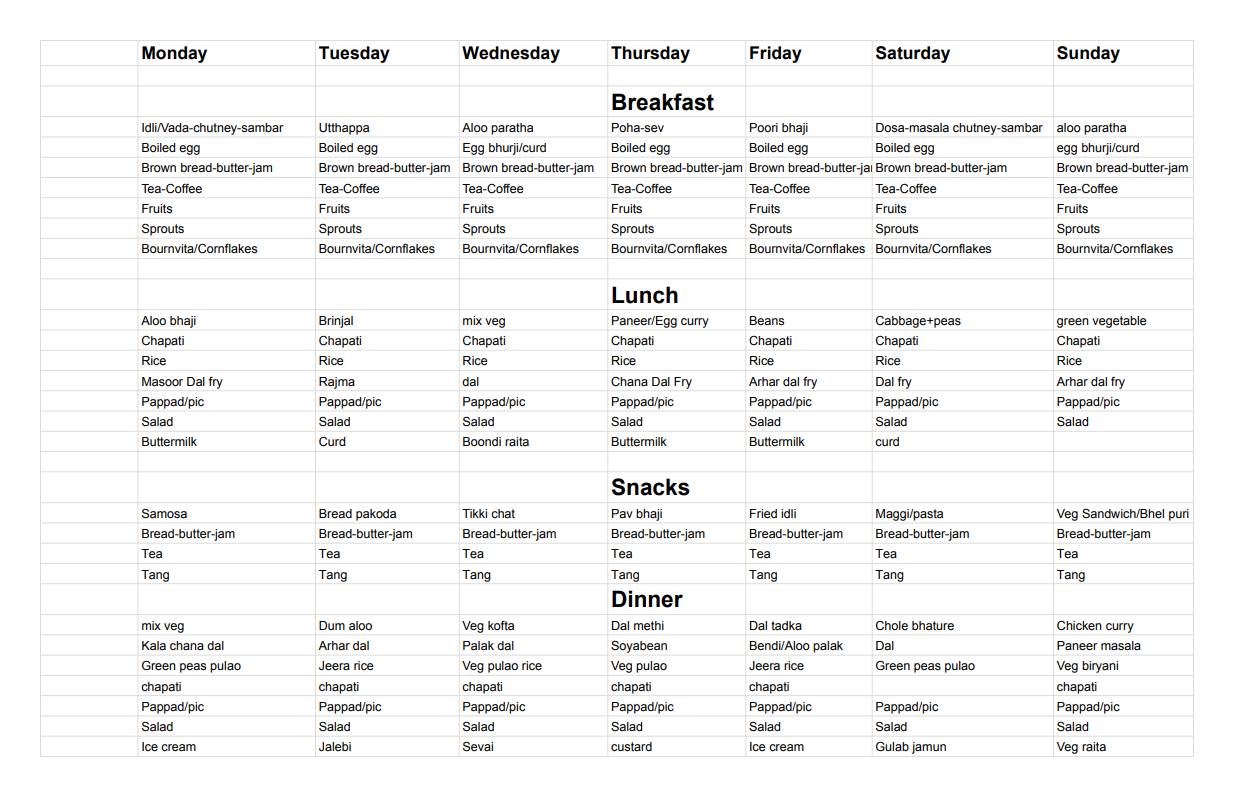 Monday Tuesday Wednesday Thursday Friday Saturday Sunday
Breakfast
Idli/Vada-chutney-sambar Utthappa Aloo paratha Poha-sev Poori bhaji Dosa-masala chutney-sambar aloo paratha
Boiled egg Boiled egg Egg bhurji/curd Boiled egg Boiled egg Boiled egg egg bhurji/curd
Brown bread-butter-jam Brown bread-butter-jam Brown bread-butter-jam Brown bread-butter-jam Brown bread-butter-ja Brown bread-butter-jam Brown bread-butter-jam
Tea-Coffee Tea-Coffee Tea-Coffee Tea-Coffee Tea-Coffee Tea-Coffee Tea-Coffee
Fruits Fruits Fruits Fruits Fruits Fruits Fruits
Sprouts Sprouts Sprouts Sprouts Sprouts Sprouts Sprouts
Bournvita/Cornflakes Bournvita/Cornflakes Bournvita/Cornflakes Bournvita/Cornflakes Bournvita/Cornflakes Bournvita/Cornflakes Bournvita/Cornflakes
Lunch
Aloo bhaji Brinjal mix veg Paneer/Egg curry Beans Cabbage+peas green vegetable
Chapati Chapati Chapati Chapati Chapati Chapati Chapati
Rice Rice Rice Rice Rice Rice Rice
Masoor Dal fry Rajma dal Chana Dal Fry Arhar dal fry Dal fry Arhar dal fry
Pappad/pic Pappad/pic Pappad/pic Pappad/pic Pappad/pic Pappad/pic Pappad/pic
Salad Salad Salad Salad Salad Salad Salad
Buttermilk Curd Boondi raita Buttermilk Buttermilk curd
Snacks
Samosa Bread pakoda Tikki chat Pav bhaji Fried idli Maggi/pasta Veg Sandwich/Bhel puri
Bread-butter-jam Bread-butter-jam Bread-butter-jam Bread-butter-jam Bread-butter-jam Bread-butter-jam Bread-butter-jam
Tea Tea Tea Tea Tea Tea Tea
Tang Tang Tang Tang Tang Tang Tang
Dinner
mix veg Dum aloo Veg kofta Dal methi Dal tadka Chole bhature Chicken curry
Kala chana dal Arhar dal Palak dal Soyabean Bendi/Aloo palak Dal Paneer masala
Green peas pulao Jeera rice Veg pulao rice Veg pulao Jeera rice Green peas pulao Veg biryani
chapati chapati chapati chapati chapati chapati
Pappad/pic Pappad/pic Pappad/pic Pappad/pic Pappad/pic Pappad/pic Pappad/pic
Salad Salad Salad Salad Salad Salad Salad
Ice cream Jalebi Sevai custard Ice cream Gulab jamun Veg raita